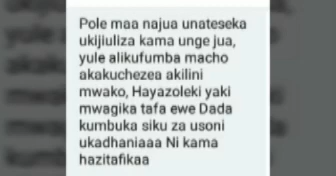 Pole maa najua unateseka
ukijiuliza kama unge jua,
yule alikufumba macho
akakuchezea akilini
mwako, Hayazoleki yaki
mwagika tafa ewe Dada
kumbuka siku za usoni
ukadhaniaaa Ni kama
hazitafikaa